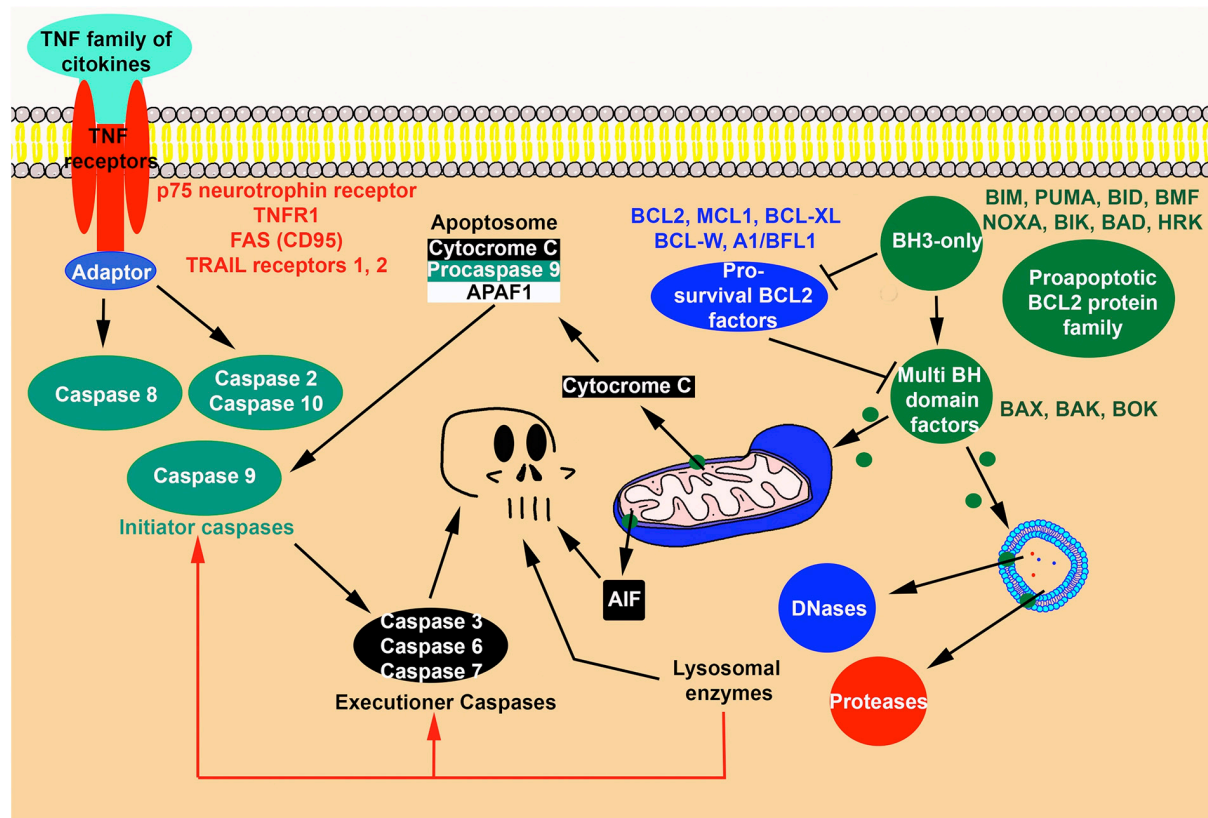 TNF family of
citokines
TNF
receptors
p75 neurotrophin receptor
TNFR1
FAS (CD95)
TRAIL receptors 1, 2
Adaptor
Caspase 8
Caspase 2
Caspase 10
Caspase 9
Initiator caspases
Apoptosome
Cytocrome C
Procaspase 9
APAF1
Cytocrome C
BCL2, MCL1, BCL-XL
BCL-W, A1/BFL1
Pro-
survival BCL2
factors
BH3-only
BIM, PUMA, BID, BMF
NOXA, BIK, BAD, HRK
Proapoptotic
BCL2 protein
family
Multi BH
domain
factors
BAX, BAK, BOK
AIF
DNases
Proteases
Caspase 3
Caspase 6
Caspase 7
Executioner Caspases
Lysosomal
enzymes